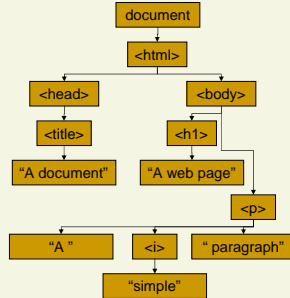 document
<html>
<head> <body>
<title> <h1>
“A document” “A web page”
<p>
“A ” <i> “ paragraph”
“simple”